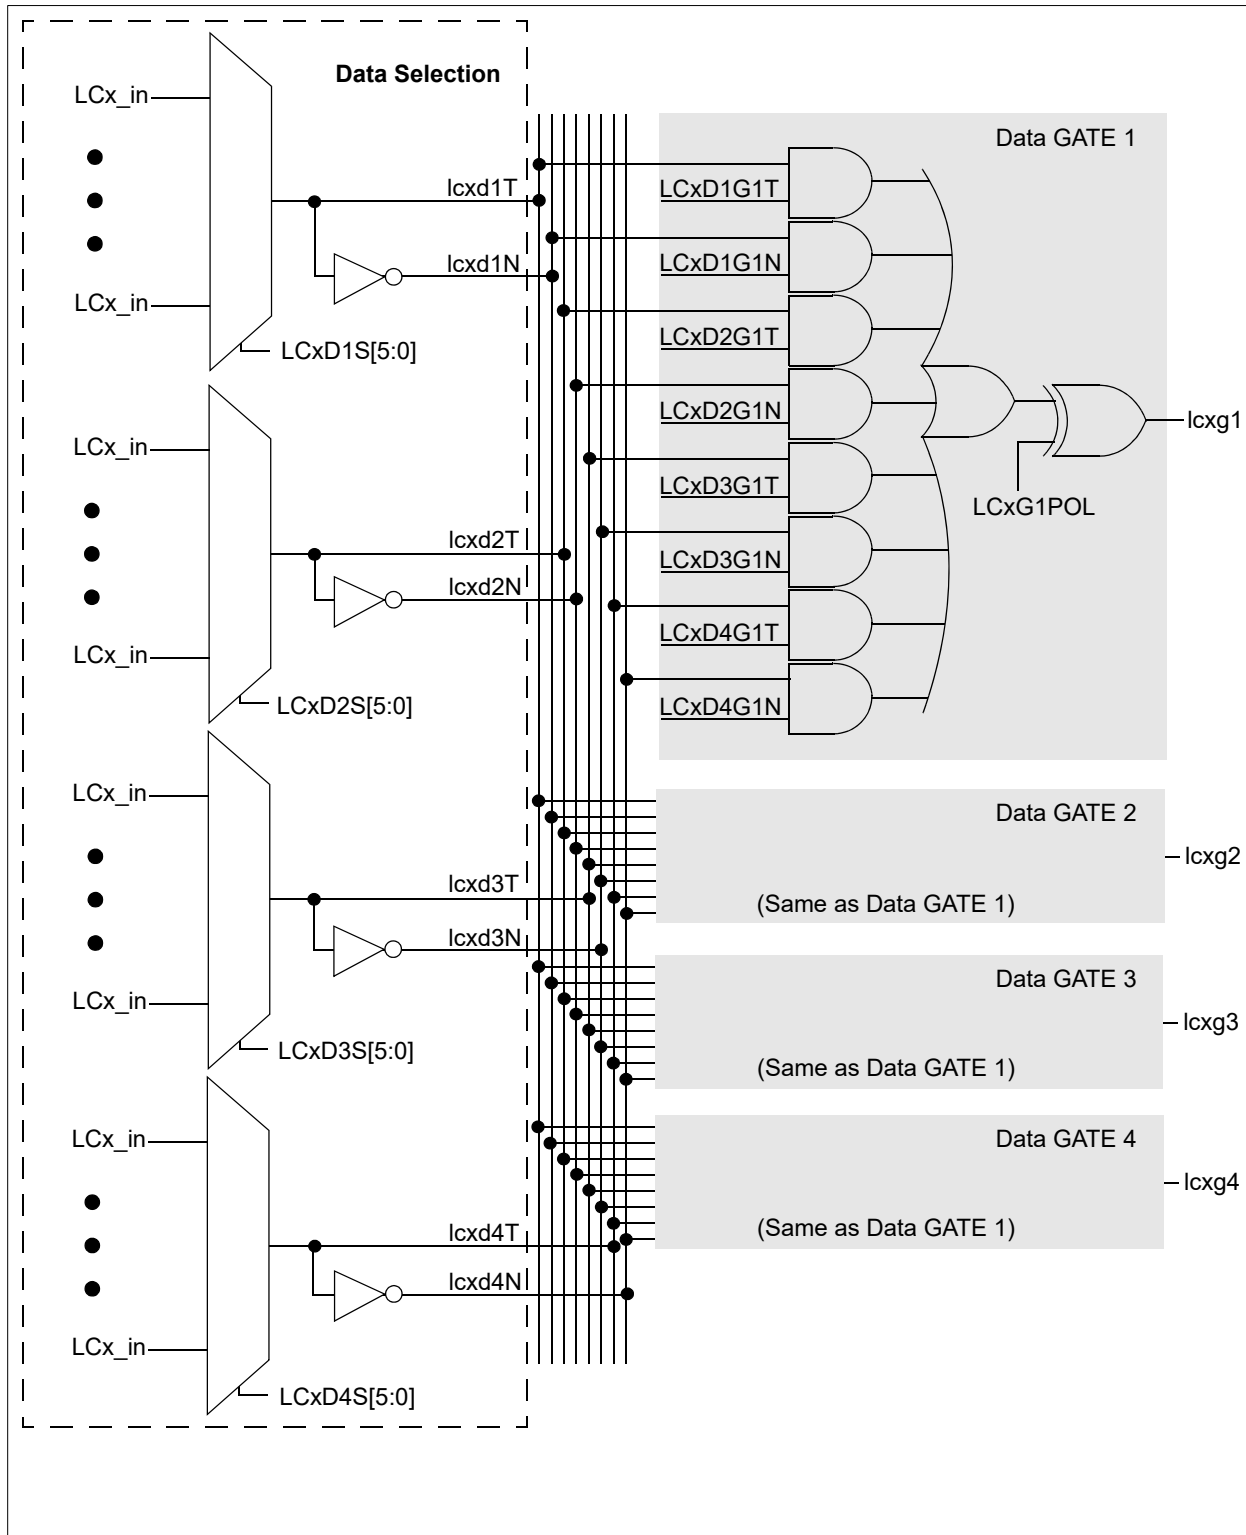 Data Selection
LCx_in
LCx_in
LCxD1S[5:0]
lcxd1T
lcxd1N
LCx_in
LCx_in
LCxD2S[5:0]
lcxd2T
lcxd2N
LCx_in
LCx_in
LCxD3S[5:0]
lcxd3T
lcxd3N
LCx_in
LCx_in
LCxD4S[5:0]
lcxd4T
lcxd4N
Data GATE 1
LCxD1G1T
LCxD1G1N
LCxD2G1T
LCxD2G1N
LCxD3G1T
LCxD3G1N
LCxD4G1T
LCxD4G1N
LCxG1POL
lcxg1
Data GATE 2
(Same as Data GATE 1)
lcxg2
Data GATE 3
(Same as Data GATE 1)
lcxg3
Data GATE 4
(Same as Data GATE 1)
lcxg4